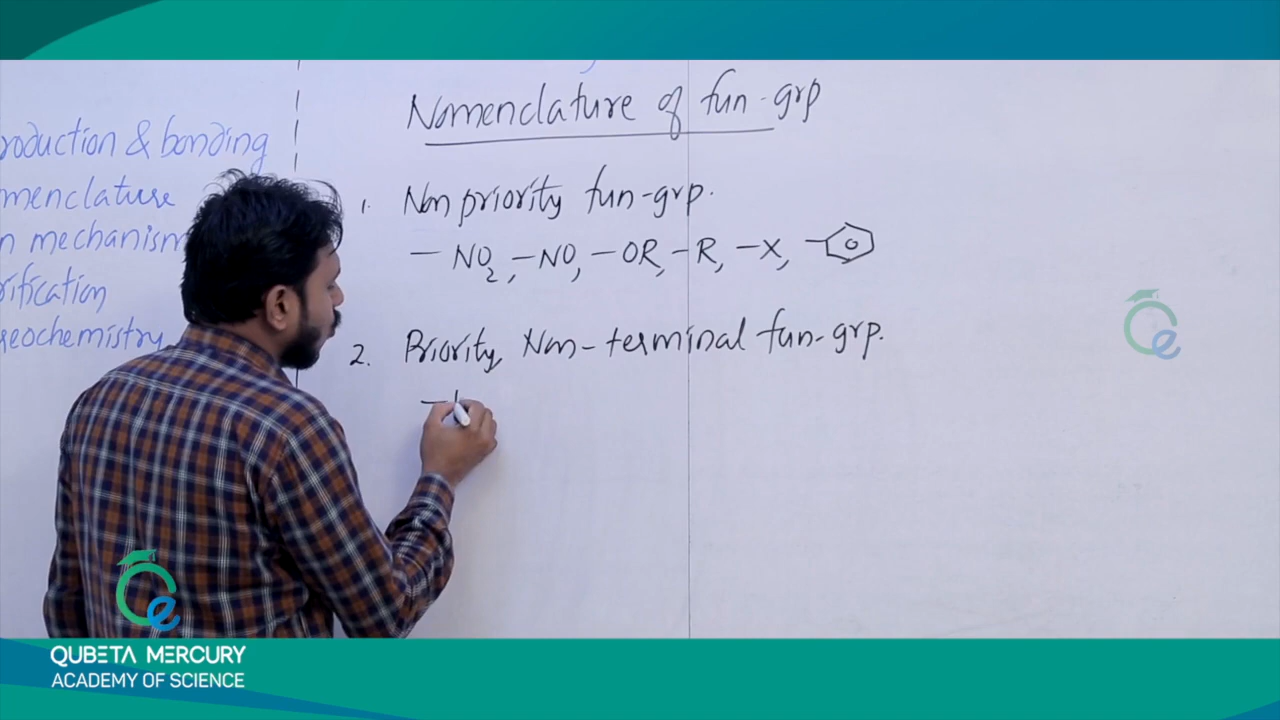 Nomenclature of fun-grp
roduction & bonding
menclature
n mechanism
rification
reochemistry
1. Non priority fun-grp.
— NO2, — NO, — OR, — R, — X, —
2. Priority, Non-terminal fun-grp.
QUBETA MERCURY
ACADEMY OF SCIENCE